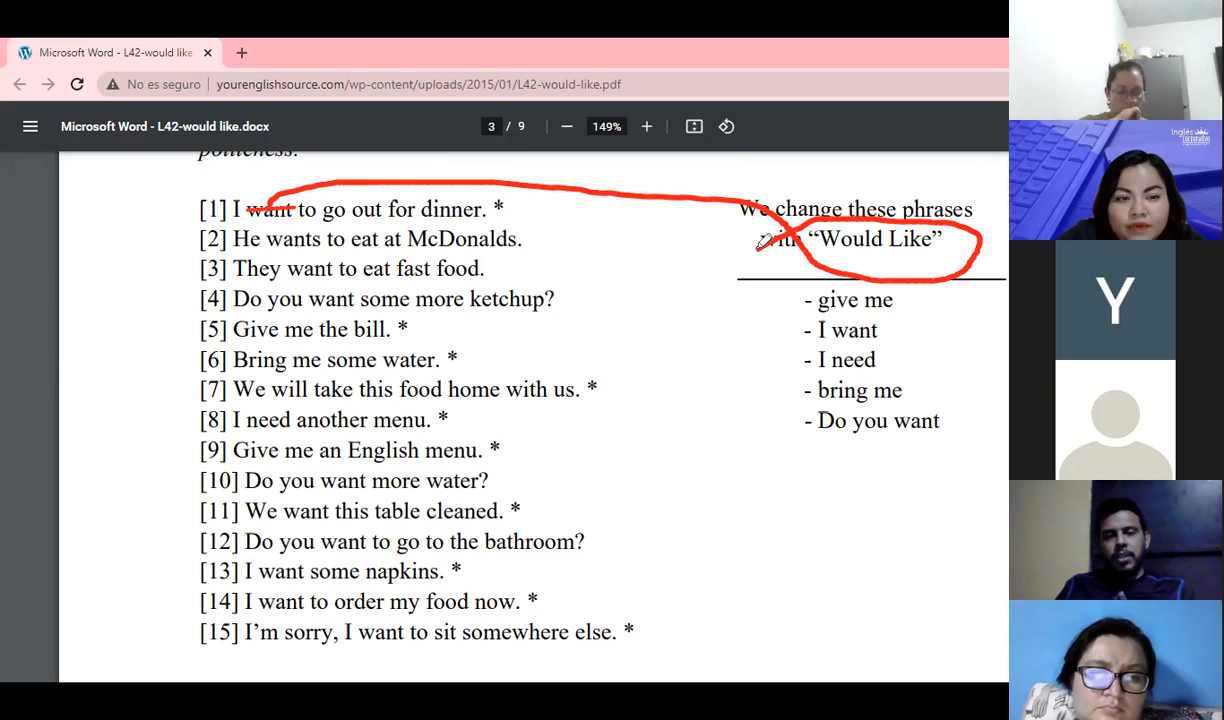 Microsoft Word - L42-would like
No es seguro
yourenglishsource.com/wp-content/uploads/2015/01/L42-would-like.pdf
Microsoft Word - L42-would like.docx
3 / 9
149%
politeness.
[1] I want to go out for dinner. *
[2] He wants to eat at McDonalds.
[3] They want to eat fast food.
[4] Do you want some more ketchup?
[5] Give me the bill. *
[6] Bring me some water. *
[7] We will take this food home with us. *
[8] I need another menu. *
[9] Give me an English menu. *
[10] Do you want more water?
[11] We want this table cleaned. *
[12] Do you want to go to the bathroom?
[13] I want some napkins. *
[14] I want to order my food now. *
[15] I’m sorry, I want to sit somewhere else. *
We change these phrases
with “Would Like”
- give me
- I want
- I need
- bring me
- Do you want
Inglés
Corporativo
Y